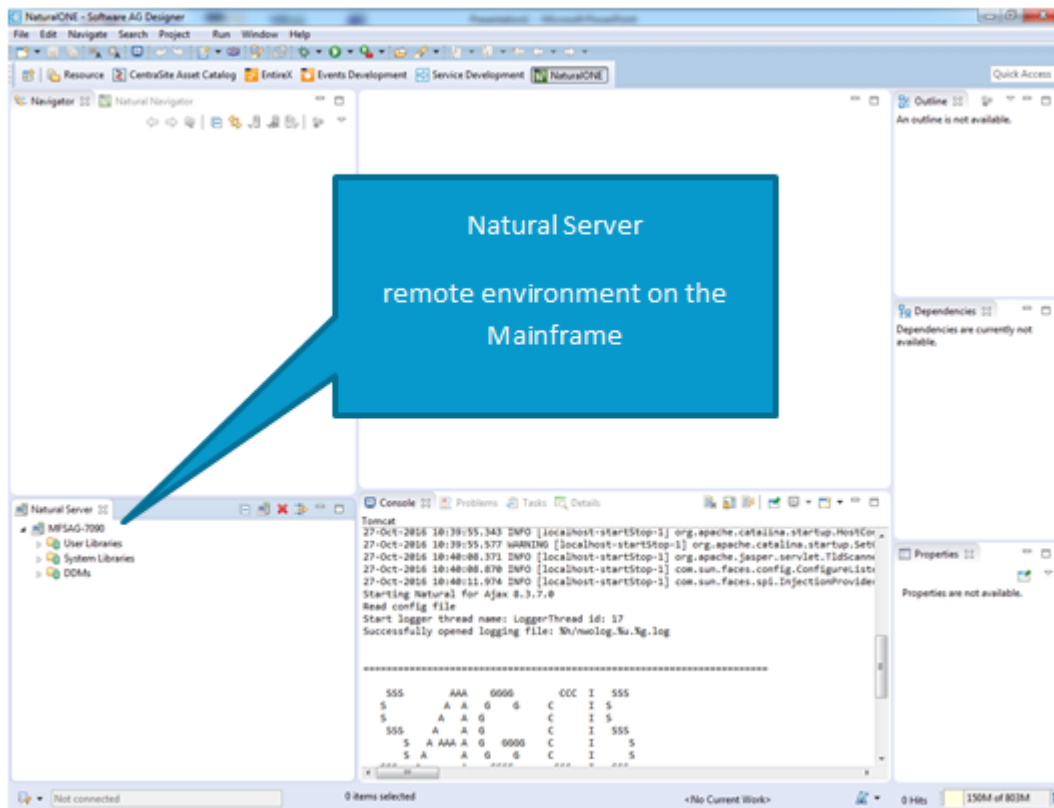 NaturalONE - Software AG Designer
File Edit Navigate Search Project Run Window Help
Resource CentraSite Asset Catalog EntireX Events Development Service Development NaturalONE Quick Access
Navigator Natural Navigator
Outline
An outline is not available.
Natural Server
remote environment on the
Mainframe
Dependencies
Dependencies are currently not
available.
Natural Server
MFSAG-7090
User Libraries
System Libraries
DDMs
Console Problems Tasks Details
Tomcat
27-Oct-2016 10:39:55.343 INFO [localhost-startStop-1] org.apache.catalina.startup.HostCon
27-Oct-2016 10:39:55.577 WARNING [localhost-startStop-1] org.apache.catalina.startup.SetC
27-Oct-2016 10:40:08.371 INFO [localhost-startStop-1] org.apache.jasper.servlet.TldScanne
27-Oct-2016 10:40:08.870 INFO [localhost-startStop-1] com.sun.faces.config.ConfigureListe
27-Oct-2016 10:40:11.974 INFO [localhost-startStop-1] com.sun.faces.spi.InjectionProvider
Starting Natural for Ajax 8.3.7.0
Read config file
Start logger thread name: LoggerThread id: 17
Successfully opened logging file: %h/nwolog.%u.%g.log
Properties
Properties are not available.
Not connected
0 items selected
<No Current Work>
0 Hits
150M of 803M